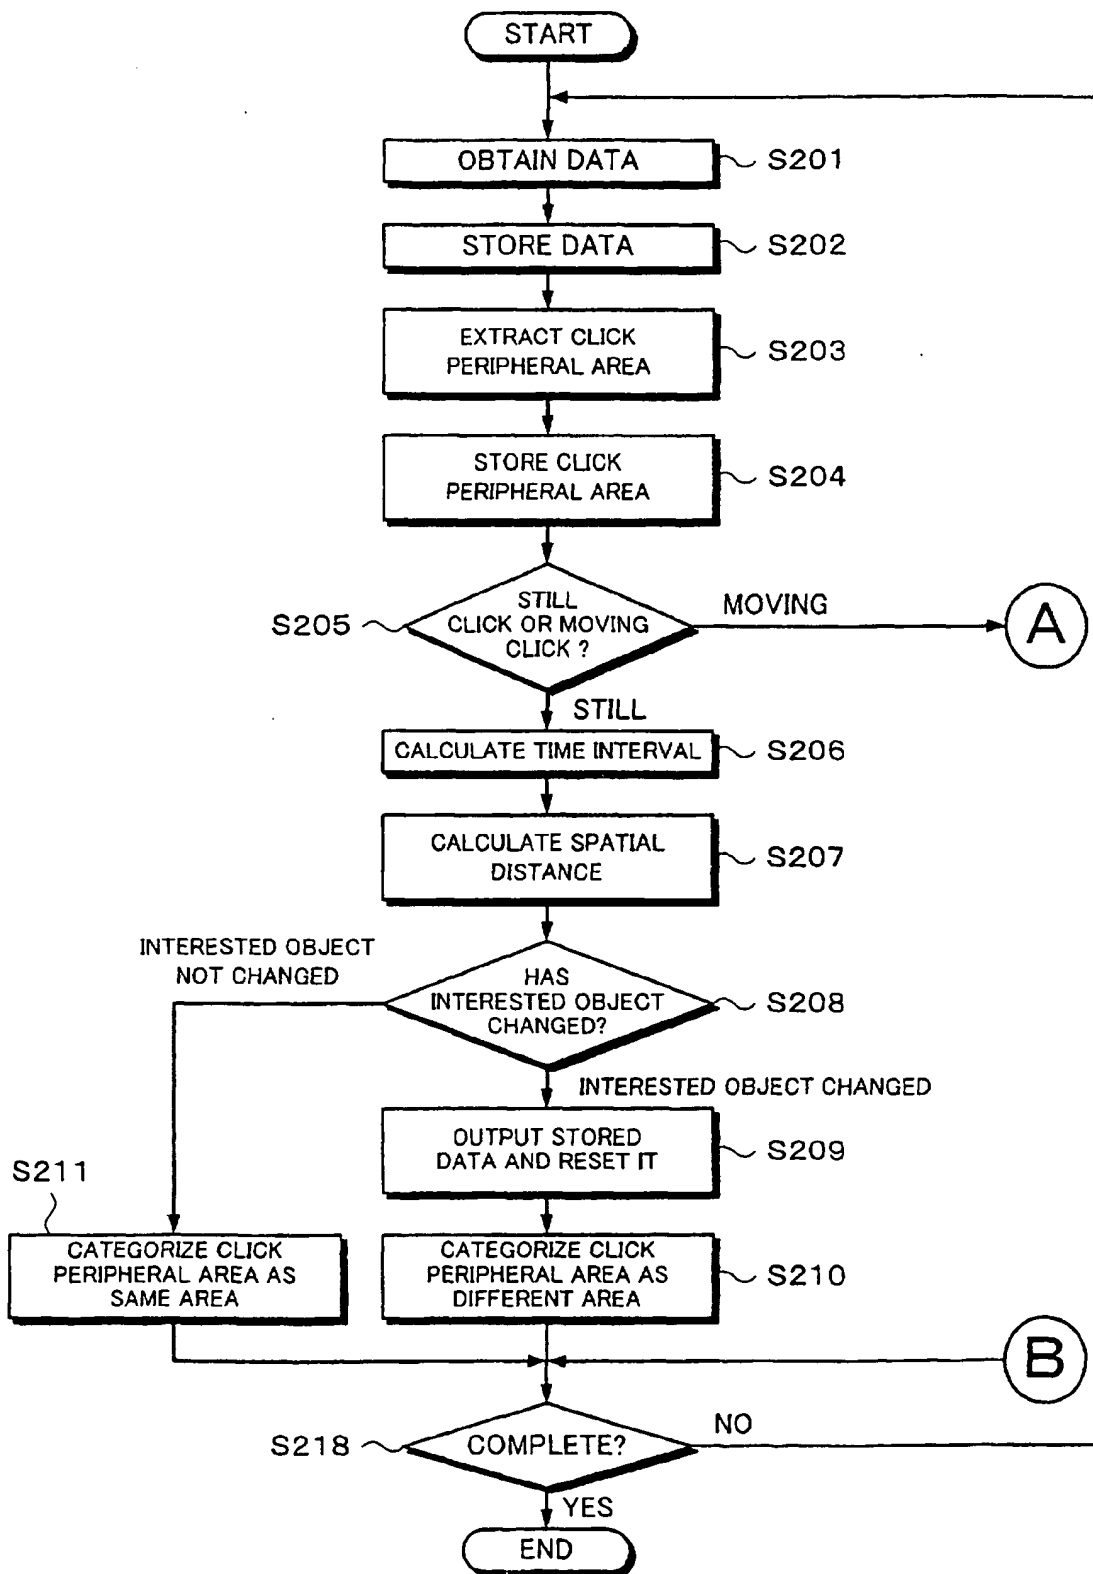 START
OBTAIN DATA
S201
STORE DATA
S202
EXTRACT CLICK
PERIPHERAL AREA
S203
STORE CLICK
PERIPHERAL AREA
S204
STILL
CLICK OR MOVING
CLICK ?
S205
MOVING
A
STILL
CALCULATE TIME INTERVAL
S206
CALCULATE SPATIAL
DISTANCE
S207
INTERESTED OBJECT
NOT CHANGED
HAS
INTERESTED OBJECT
CHANGED?
S208
INTERESTED OBJECT CHANGED
OUTPUT STORED
DATA AND RESET IT
S209
S211
CATEGORIZE CLICK
PERIPHERAL AREA AS
SAME AREA
CATEGORIZE CLICK
PERIPHERAL AREA AS
DIFFERENT AREA
S210
B
S218
COMPLETE?
NO
YES
END